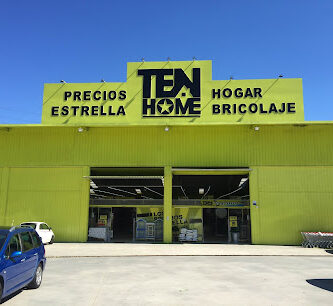 PRECIOS
ESTRELLA
TEN
HOME
HOGAR
BRICOLAJE